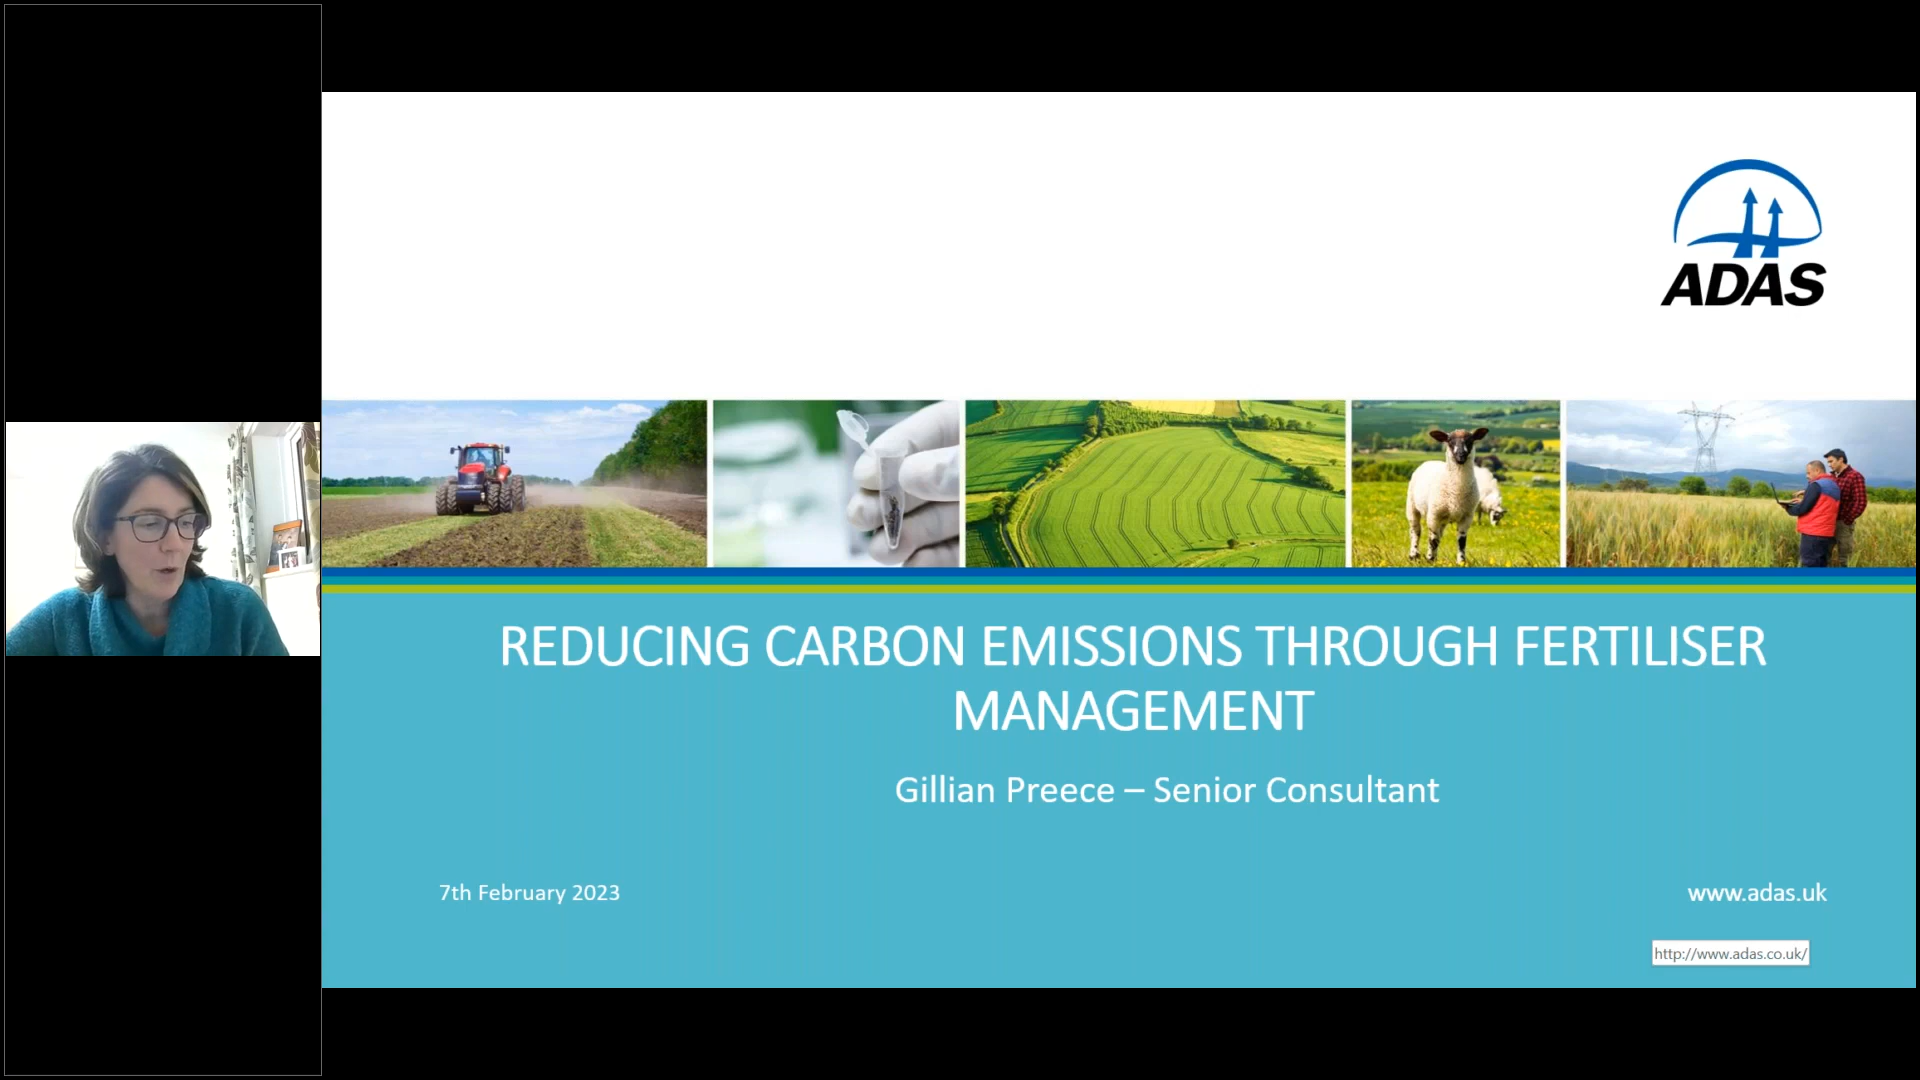 ADAS
REDUCING CARBON EMISSIONS THROUGH FERTILISER
MANAGEMENT
Gillian Preece – Senior Consultant
7th February 2023
www.adas.uk
http://www.adas.co.uk/